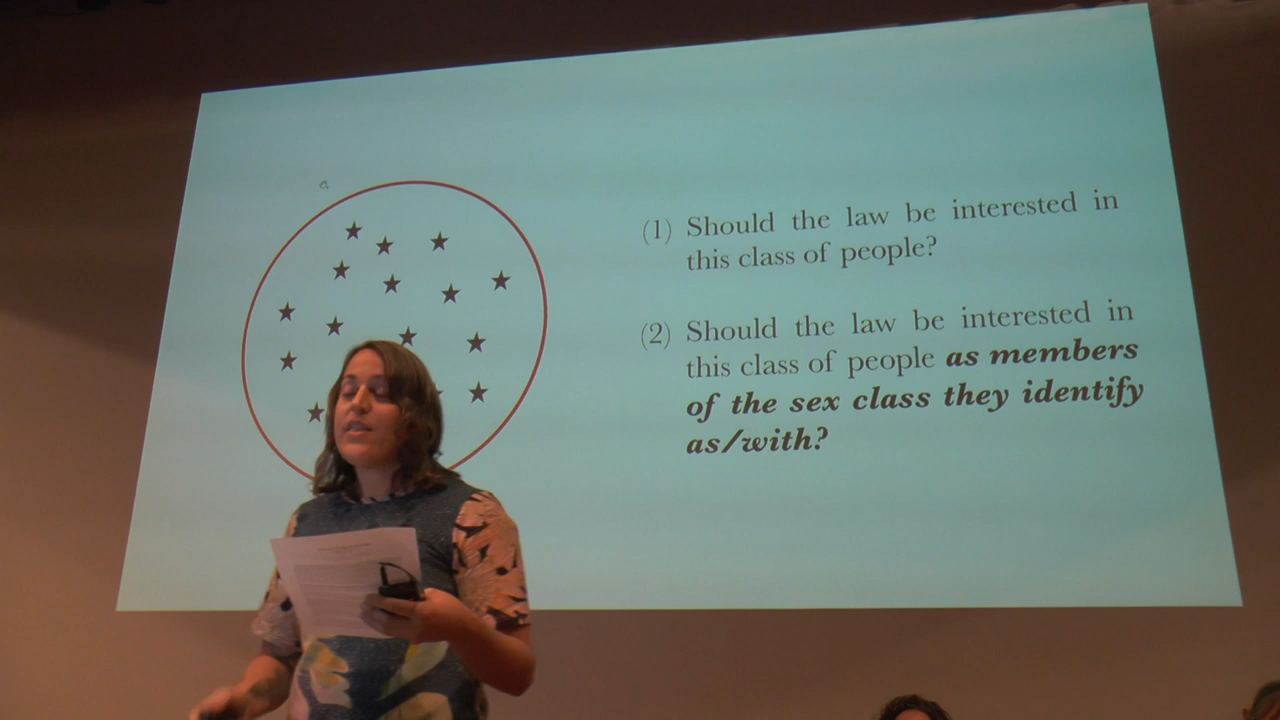 (1) Should the law be interested in
this class of people?
(2) Should the law be interested in
this class of people as members
of the sex class they identify
as/with?